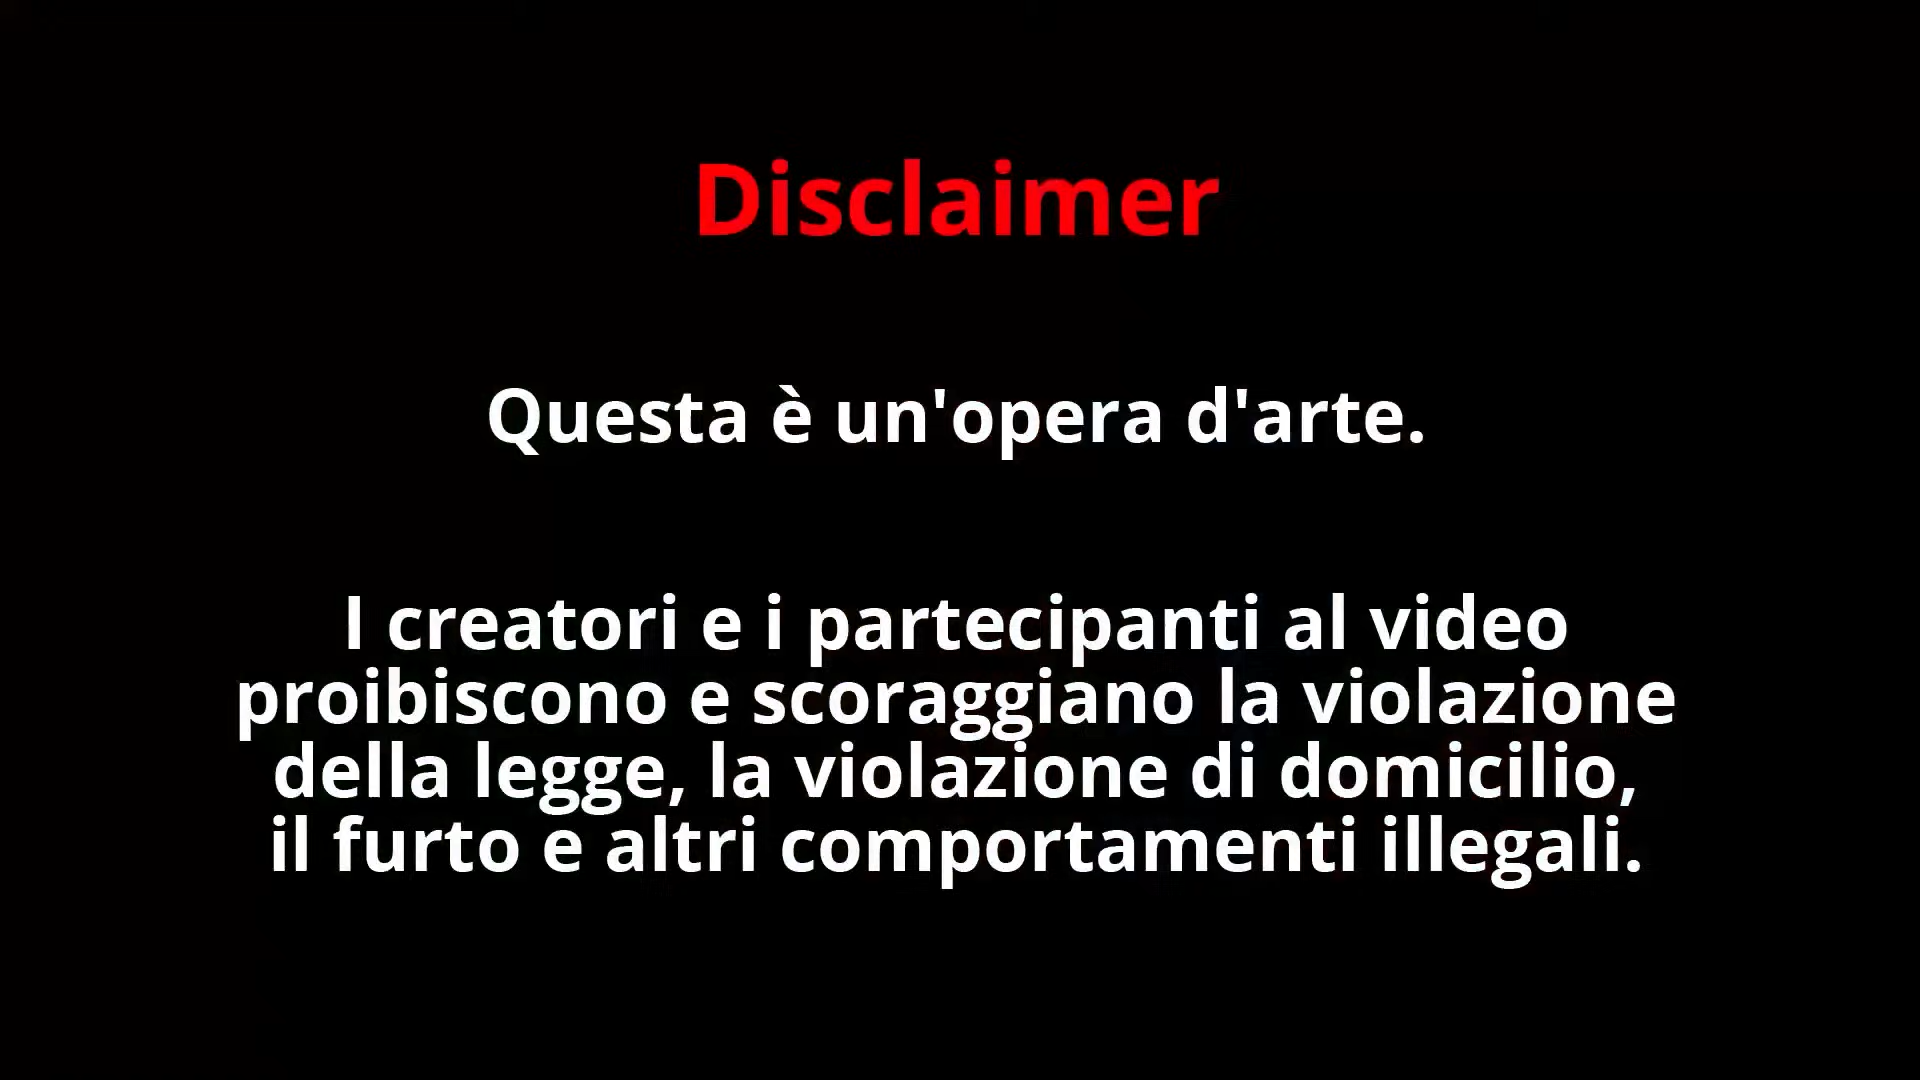 Disclaimer
Questa è un'opera d'arte.
I creatori e i partecipanti al video
proibiscono e scoraggiano la violazione
della legge, la violazione di domicilio,
il furto e altri comportamenti illegali.